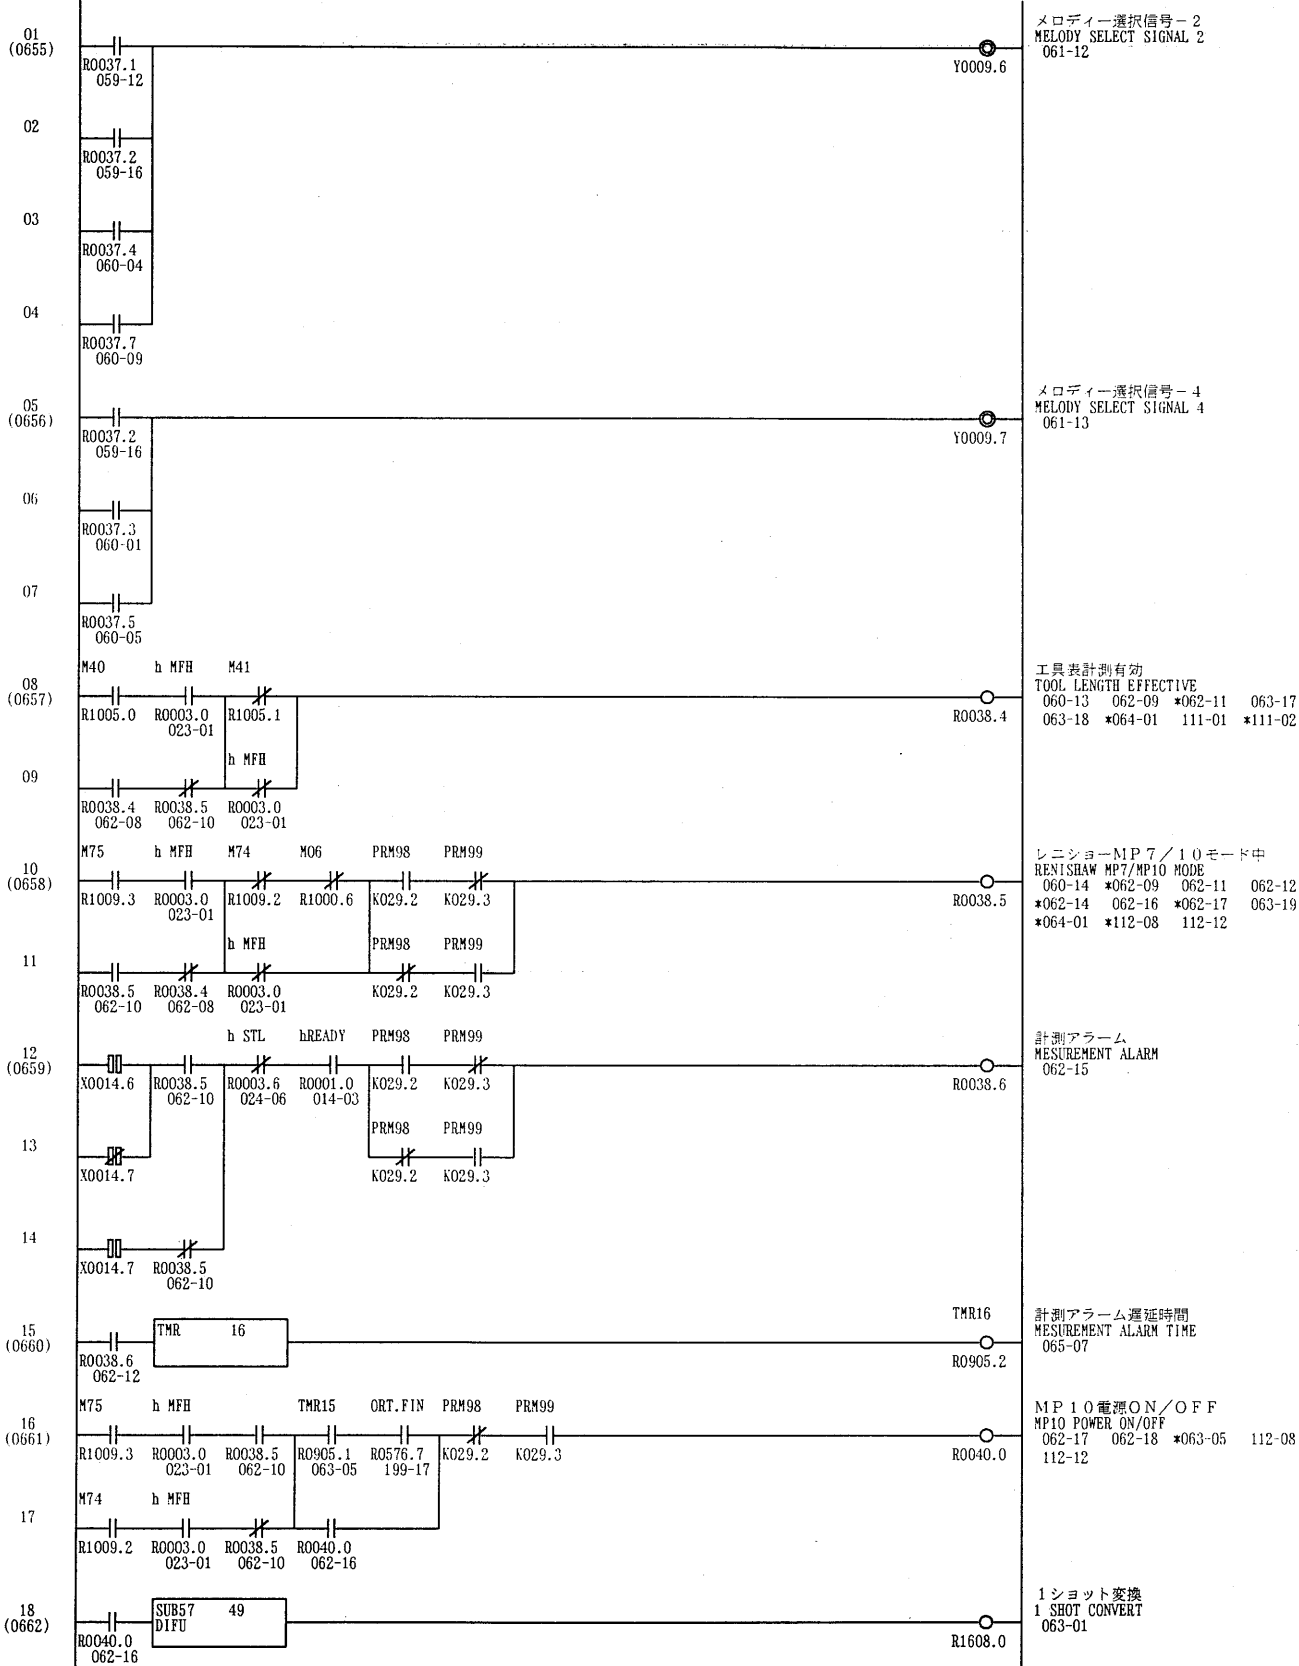 メロディー選択信号－２
01 MELODY SELECT SIGNAL 2
(0655) 061-12
R0037.1 Y0009.6
059-12
02
R0037.2
059-16
03
R0037.4
060-04
04
R0037.7
060-09
メロディー選択信号－４
05 MELODY SELECT SIGNAL 4
(0656) 061-13
R0037.2 Y0009.7
059-16
06
R0037.3
060-01
07
R0037.5
060-05
M40 h MFH M41 工具表計測有効
08 TOOL LENGTH EFFECTIVE
(0657) 060-13 062-09 *062-11 063-17
R1005.0 R0003.0 R1005.1 R0038.4 063-18 *064-01 111-01 *111-02
023-01
h MFH
09
R0038.4 R0038.5 R0003.0
062-08 062-10 023-01
M75 h MFH M74 M06 PRM98 PRM99 レニショーＭＰ７／１０モード中
10 RENISHAW MP7/MP10 MODE
(0658) 060-14 *062-09 062-11 062-12
R1009.3 R0003.0 R1009.2 R1000.6 K029.2 K029.3 R0038.5 *062-14 062-16 *062-17 063-19
023-01 *064-01 *112-08 112-12
h MFH PRM98 PRM99
11
R0038.5 R0038.4 R0003.0 K029.2 K029.3
062-10 062-08 023-01
h STL hREADY PRM98 PRM99 計測アラーム
12 MESUREMENT ALARM
(0659) 062-15
X0014.6 R0038.5 R0003.6 R0001.0 K029.2 K029.3 R0038.6
062-10 024-06 014-03
PRM98 PRM99
13
X0014.7 K029.2 K029.3
14
X0014.7 R0038.5
062-10
TMR16 計測アラーム遅延時間
15 TMR 16 MESUREMENT ALARM TIME
(0660) 065-07
R0038.6 R0905.2
062-12
M75 h MFH TMR15 ORT.FIN PRM98 PRM99 ＭＰ１０電源ＯＮ／ＯＦＦ
16 MP10 POWER ON/OFF
(0661) 062-17 062-18 *063-05 112-08
R1009.3 R0003.0 R0038.5 R0905.1 R0576.7 K029.2 K029.3 R0040.0 112-12
023-01 062-10 063-05 199-17
M74 h MFH
17
R1009.2 R0003.0 R0038.5 R0040.0
023-01 062-10 062-16
１ショット変換
18 SUB57 49 1 SHOT CONVERT
(0662) DIFU 063-01
R0040.0 R1608.0
062-16